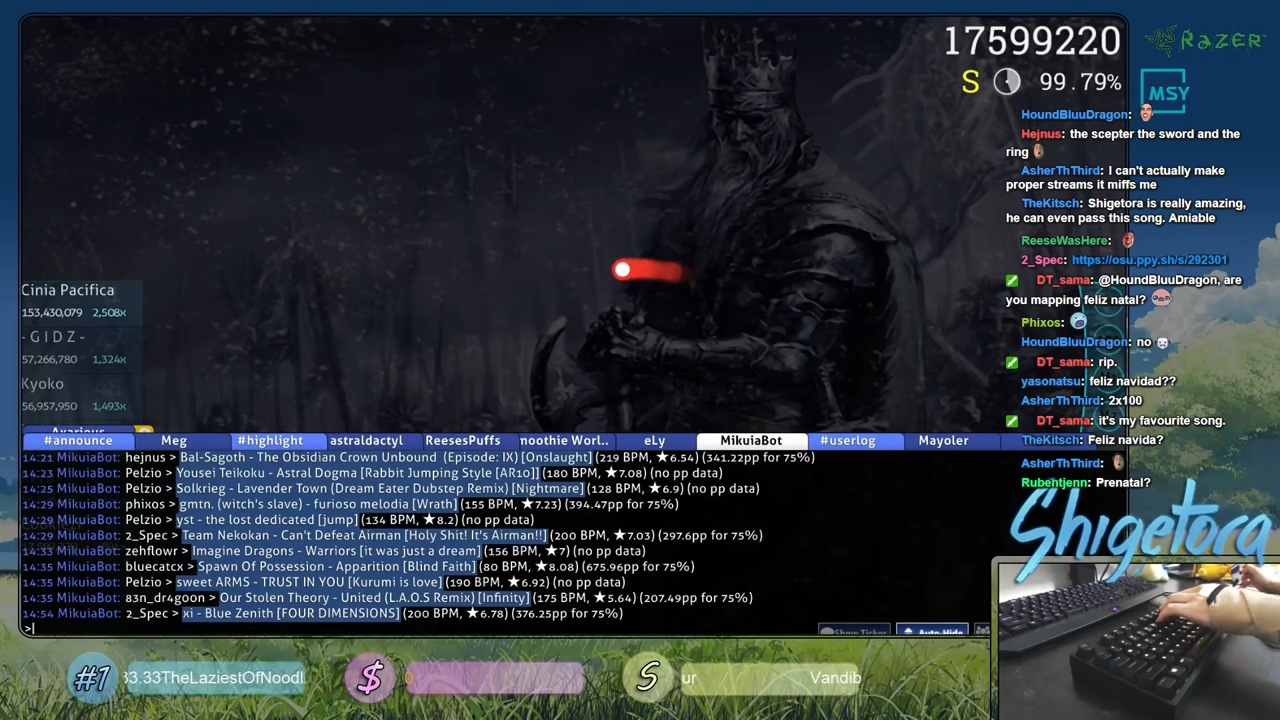 17599220
S 99.79%
RAZER
MSY
HoundBluuDragon:
Hejnus: the scepter the sword and the
ring
AsherThThird: I can't actually make
proper streams it miffs me
TheKitsch: Shigetora is really amazing,
he can even pass this song. Amiable
ReeseWasHere:
2_Spec: https://osu.ppy.sh/s/292301
DT_sama: @HoundBluuDragon, are
you mapping feliz natal?
Phixos:
HoundBluuDragon: no
DT_sama: rip.
yasonatsu: feliz navidad??
AsherThThird: 2x100
DT_sama: it's my favourite song.
TheKitsch: Feliz navida?
AsherThThird:
Rubentjenn: Prenatal?
Cinia Pacifica
153,430,079 2,508x
- G I D Z -
57,266,780 1,324x
Kyoko
56,957,950 1,493x
#announce Meg #highlight astraldactyl ReesesPuffs moothie Worl.. eLy MikuiaBot #userlog Mayoler
14:21 MikuiaBot: hejnus > Bal-Sagoth - The Obsidian Crown Unbound (Episode: IX) [Onslaught] (219 BPM, ★6.54) (341.22pp for 75%)
14:23 MikuiaBot: Pelzio > Yousei Teikoku - Astral Dogma [Rabbit Jumping Style [AR10]] (180 BPM, ★7.08) (no pp data)
14:25 MikuiaBot: Pelzio > Solkrieg - Lavender Town (Dream Eater Dubstep Remix) [Nightmare] (128 BPM, ★6.9) (no pp data)
14:29 MikuiaBot: phixos > gmtn. (witch's slave) - furioso melodia [Wrath] (155 BPM, ★7.23) (394.47pp for 75%)
14:29 MikuiaBot: Pelzio > yst - the lost dedicated [jump] (134 BPM, ★8.2) (no pp data)
14:29 MikuiaBot: 2_Spec > Team Nekokan - Can't Defeat Airman [Holy Shit! It's Airman!!] (200 BPM, ★7.03) (297.6pp for 75%)
14:33 MikuiaBot: zehflowr > Imagine Dragons - Warriors [it was just a dream] (156 BPM, ★7) (no pp data)
14:35 MikuiaBot: bluecatcx > Spawn Of Possession - Apparition [Blind Faith] (80 BPM, ★8.08) (675.96pp for 75%)
14:35 MikuiaBot: Pelzio > sweet ARMS - TRUST IN YOU [Kurumi is love] (190 BPM, ★6.92) (no pp data)
14:35 MikuiaBot: 83n_dr4goon > Our Stolen Theory - United (L.A.O.S Remix) [Infinity] (175 BPM, ★5.64) (207.49pp for 75%)
14:54 MikuiaBot: 2_Spec > xi - Blue Zenith [FOUR DIMENSIONS] (200 BPM, ★6.78) (376.25pp for 75%)
>|
Show Ticker Auto-Hide
Shigetora
#1 33.33TheLaziestOfNoodl
$ 0
S ur Vandib